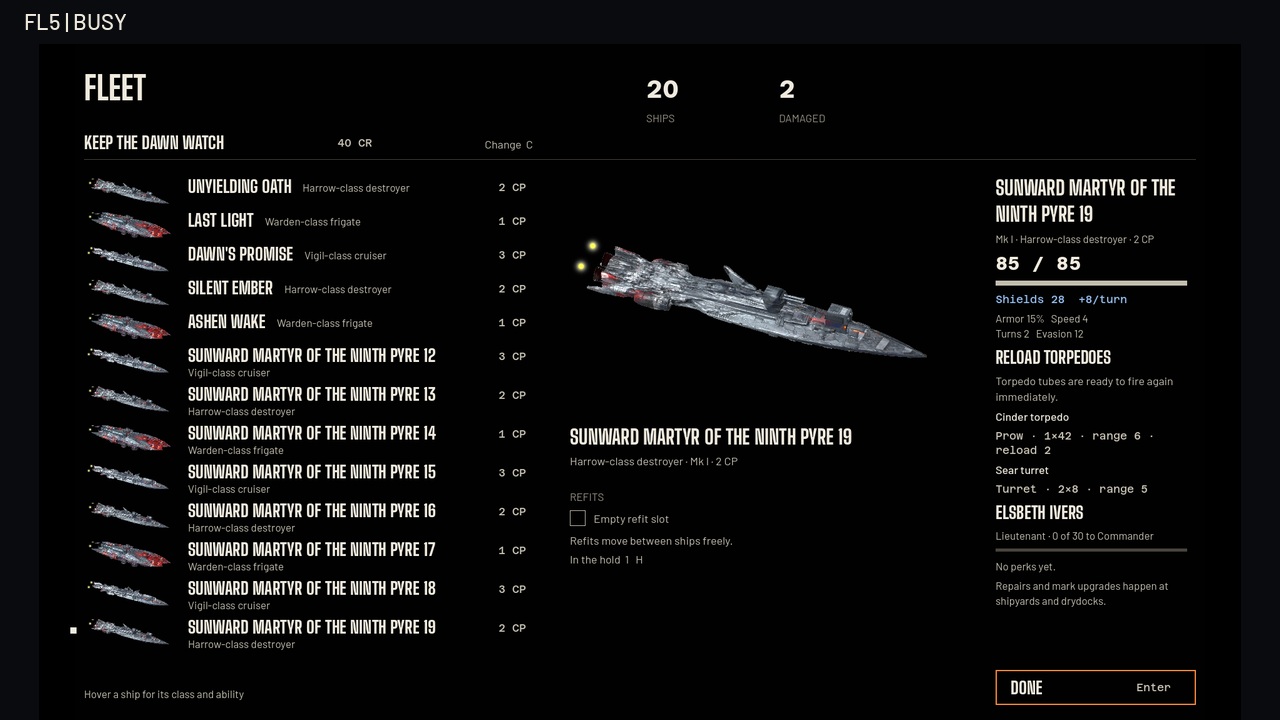 FL5|BUSY
FLEET
20
SHIPS
2
DAMAGED
KEEP THE DAWN WATCH 40 CR Change C
UNYIELDING OATH Harrow-class destroyer 2 CP
LAST LIGHT Warden-class frigate 1 CP
DAWN'S PROMISE Vigil-class cruiser 3 CP
SILENT EMBER Harrow-class destroyer 2 CP
ASHEN WAKE Warden-class frigate 1 CP
SUNWARD MARTYR OF THE NINTH PYRE 12 3 CP
Vigil-class cruiser
SUNWARD MARTYR OF THE NINTH PYRE 13 2 CP
Harrow-class destroyer
SUNWARD MARTYR OF THE NINTH PYRE 14 1 CP
Warden-class frigate
SUNWARD MARTYR OF THE NINTH PYRE 15 3 CP
Vigil-class cruiser
SUNWARD MARTYR OF THE NINTH PYRE 16 2 CP
Harrow-class destroyer
SUNWARD MARTYR OF THE NINTH PYRE 17 1 CP
Warden-class frigate
SUNWARD MARTYR OF THE NINTH PYRE 18 3 CP
Vigil-class cruiser
SUNWARD MARTYR OF THE NINTH PYRE 19 2 CP
Harrow-class destroyer
Hover a ship for its class and ability
SUNWARD MARTYR OF THE NINTH PYRE 19
Harrow-class destroyer · Mk I · 2 CP
REFITS
Empty refit slot
Refits move between ships freely.
In the hold 1 H
SUNWARD MARTYR OF THE
NINTH PYRE 19
Mk I · Harrow-class destroyer · 2 CP
85 / 85
Shields 28 +8/turn
Armor 15% Speed 4
Turns 2 Evasion 12
RELOAD TORPEDOES
Torpedo tubes are ready to fire again
immediately.
Cinder torpedo
Prow · 1×42 · range 6 ·
reload 2
Sear turret
Turret · 2×8 · range 5
ELSBETH IVERS
Lieutenant · 0 of 30 to Commander
No perks yet.
Repairs and mark upgrades happen at
shipyards and drydocks.
DONE Enter